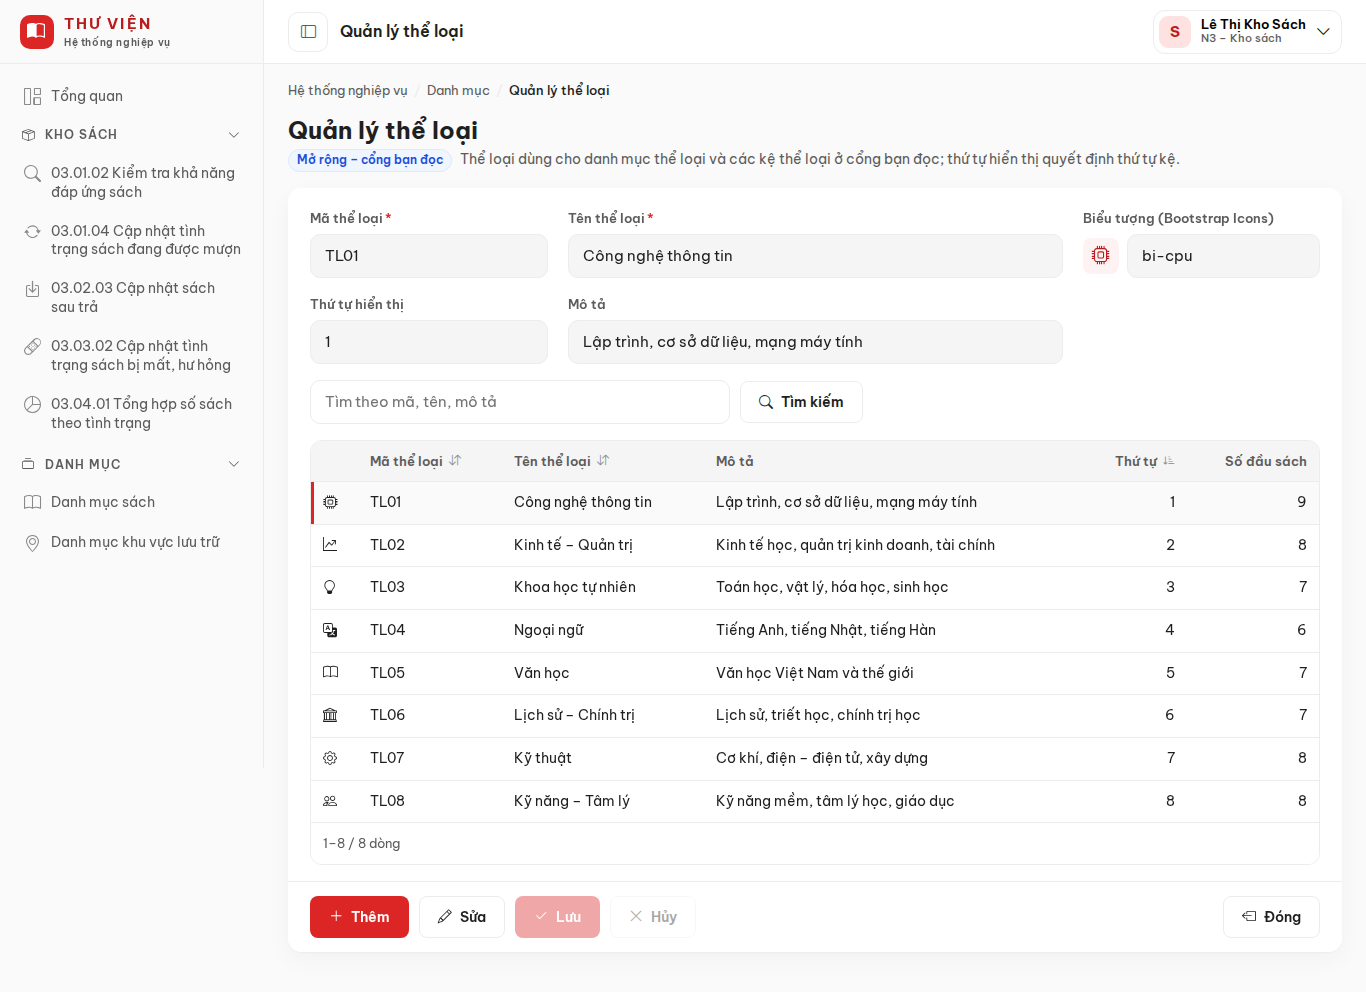 THƯ VIỆN
Hệ thống nghiệp vụ
Quản lý thể loại
S
Lê Thị Kho Sách
N3 – Kho sách
Tổng quan
KHO SÁCH
03.01.02 Kiểm tra khả năng
đáp ứng sách
03.01.04 Cập nhật tình
trạng sách đang được mượn
03.02.03 Cập nhật sách
sau trả
03.03.02 Cập nhật tình
trạng sách bị mất, hư hỏng
03.04.01 Tổng hợp số sách
theo tình trạng
DANH MỤC
Danh mục sách
Danh mục khu vực lưu trữ
Hệ thống nghiệp vụ / Danh mục / Quản lý thể loại
Quản lý thể loại
Mở rộng – cổng bạn đọc Thể loại dùng cho danh mục thể loại và các kệ thể loại ở cổng bạn đọc; thứ tự hiển thị quyết định thứ tự kệ.
Mã thể loại * Tên thể loại * Biểu tượng (Bootstrap Icons)
TL01 Công nghệ thông tin bi-cpu
Thứ tự hiển thị Mô tả
1 Lập trình, cơ sở dữ liệu, mạng máy tính
Tìm theo mã, tên, mô tả Tìm kiếm
Mã thể loại Tên thể loại Mô tả Thứ tự Số đầu sách
TL01 Công nghệ thông tin Lập trình, cơ sở dữ liệu, mạng máy tính 1 9
TL02 Kinh tế – Quản trị Kinh tế học, quản trị kinh doanh, tài chính 2 8
TL03 Khoa học tự nhiên Toán học, vật lý, hóa học, sinh học 3 7
TL04 Ngoại ngữ Tiếng Anh, tiếng Nhật, tiếng Hàn 4 6
TL05 Văn học Văn học Việt Nam và thế giới 5 7
TL06 Lịch sử – Chính trị Lịch sử, triết học, chính trị học 6 7
TL07 Kỹ thuật Cơ khí, điện – điện tử, xây dựng 7 8
TL08 Kỹ năng – Tâm lý Kỹ năng mềm, tâm lý học, giáo dục 8 8
1–8 / 8 dòng
Thêm Sửa Lưu Hủy Đóng